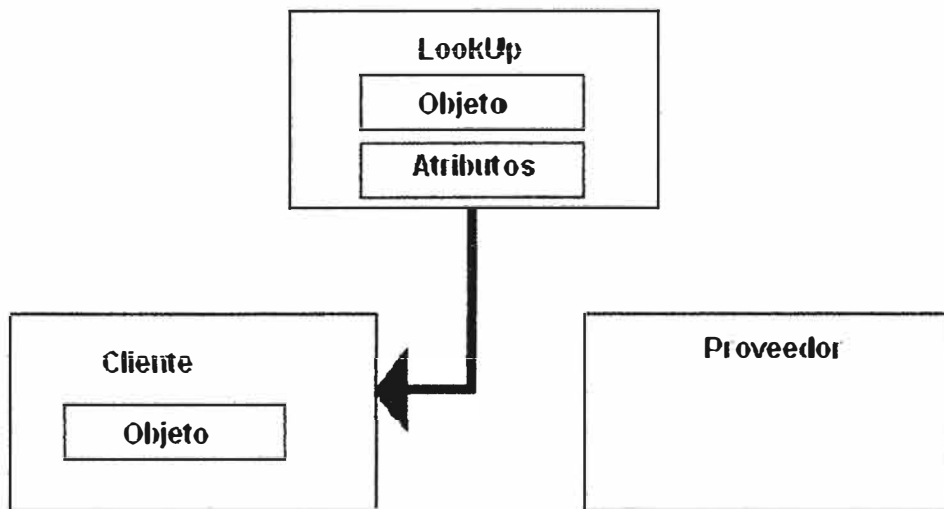 LookUp
Objeto
Atributos
Cliente
Objeto
Proveedor